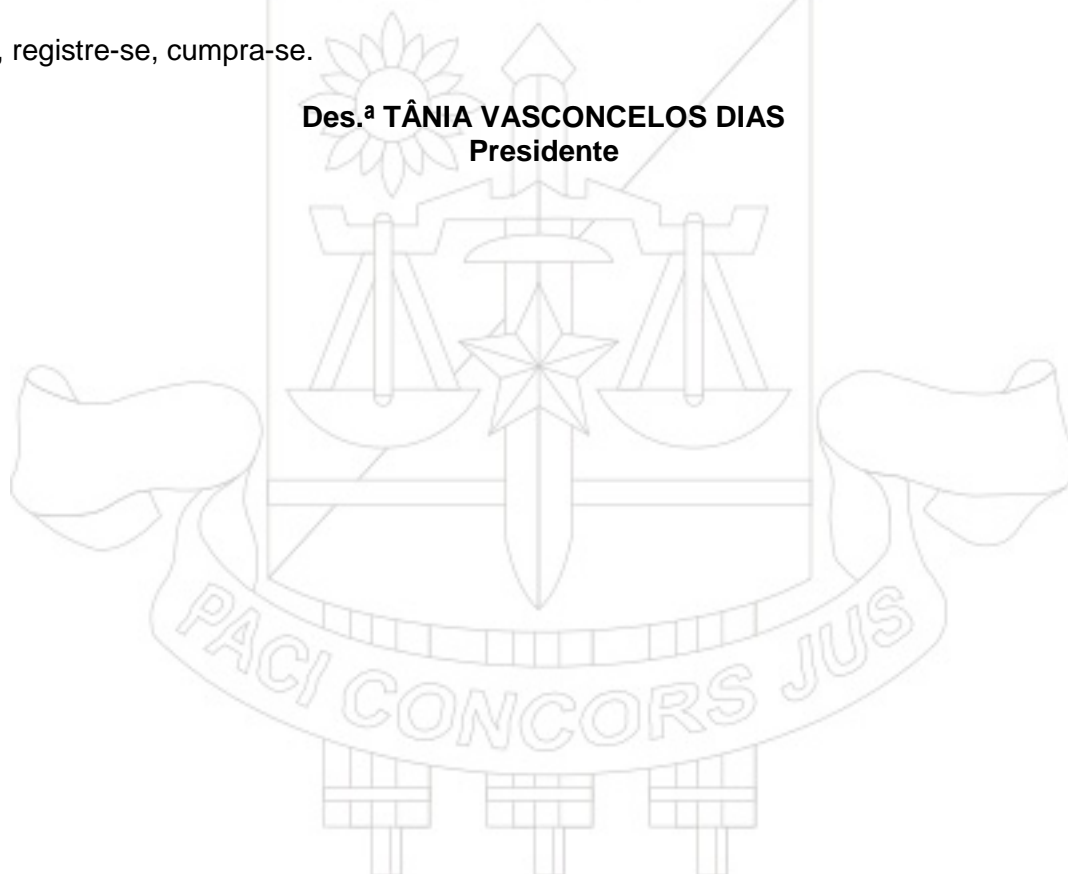 , registre-se, cumpra-se.
Des.ª TÂNIA VASCONCELOS DIAS
Presidente
PACI CONCORS JUS